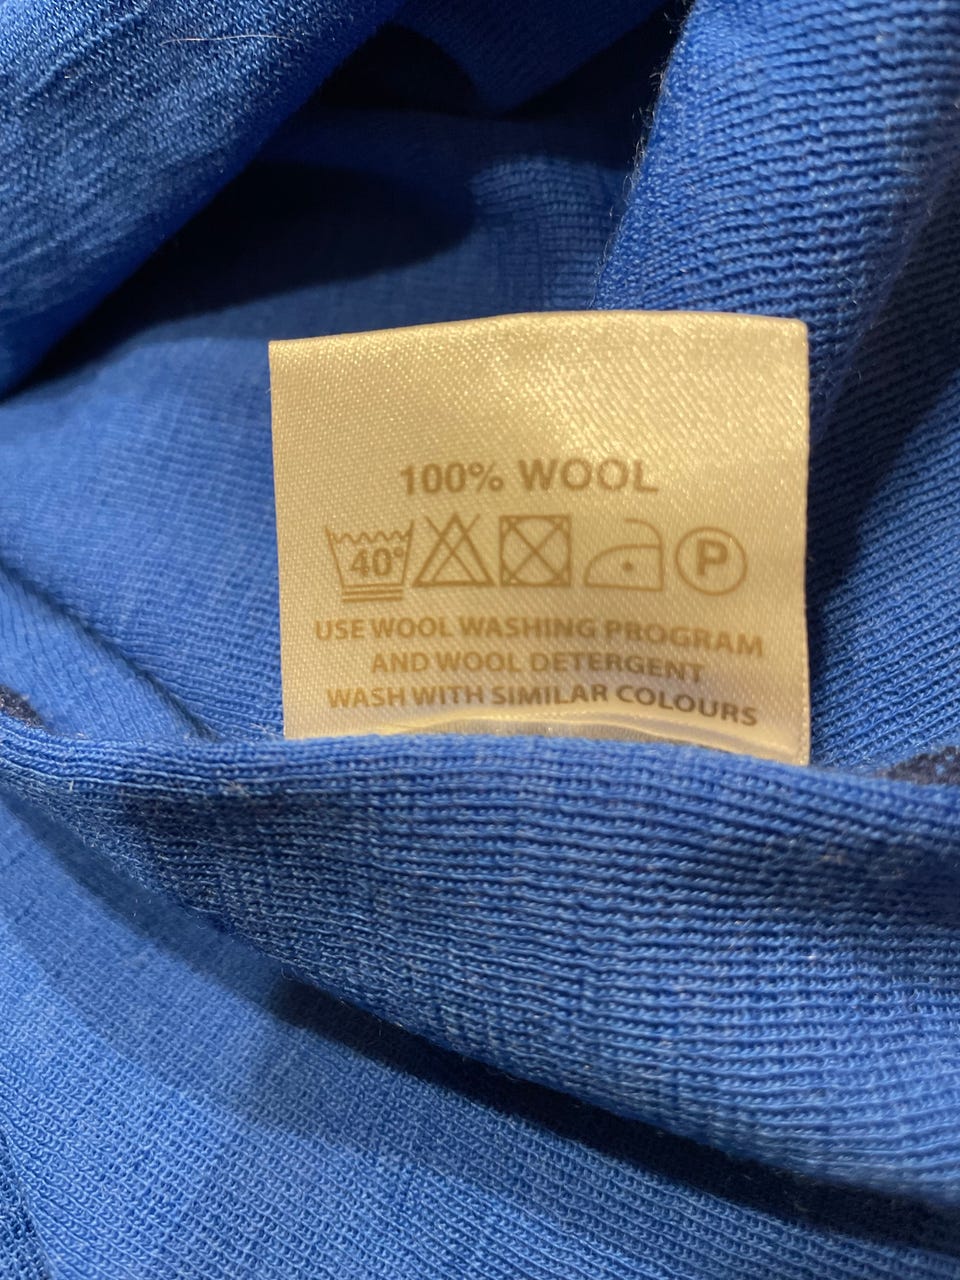 100% WOOL
40° P
USE WOOL WASHING PROGRAM
AND WOOL DETERGENT
WASH WITH SIMILAR COLOURS